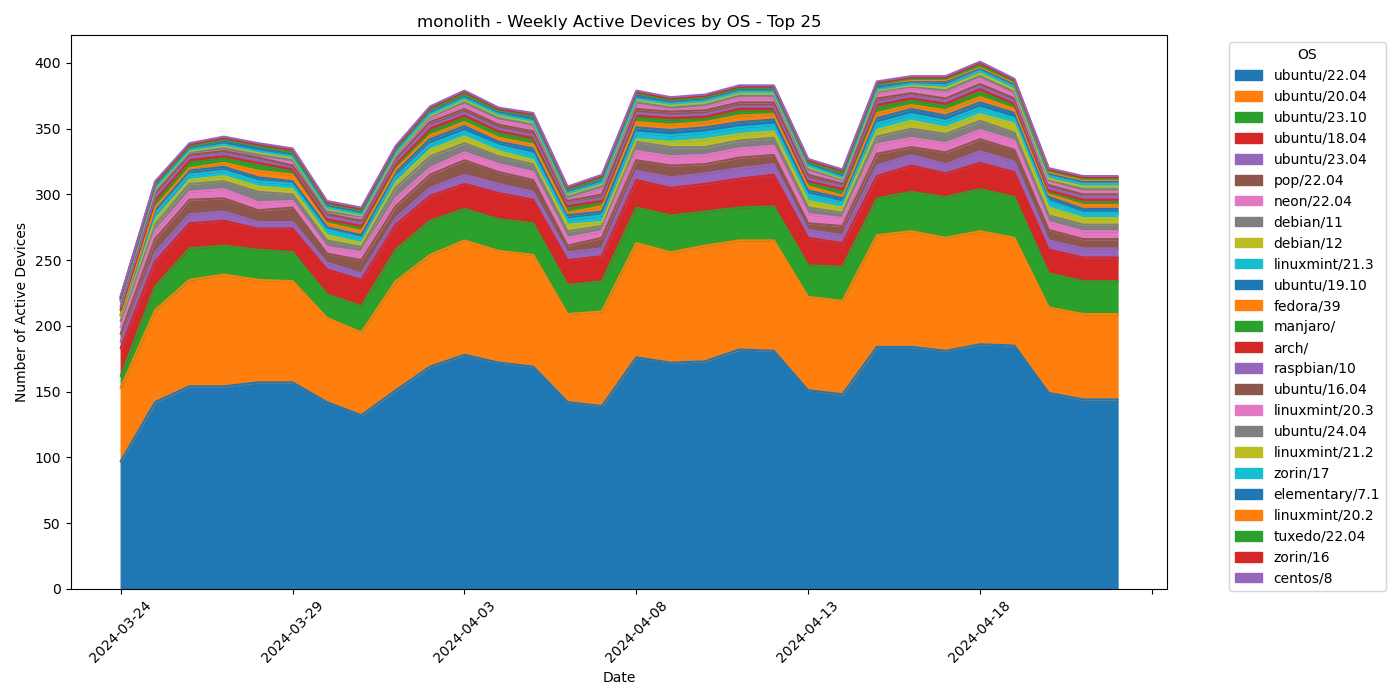 monolith - Weekly Active Devices by OS - Top 25
Number of Active Devices
400
350
300
250
200
150
100
50
0
2024-03-24
2024-03-29
2024-04-03
2024-04-08
2024-04-13
2024-04-18
Date
OS
ubuntu/22.04
ubuntu/20.04
ubuntu/23.10
ubuntu/18.04
ubuntu/23.04
pop/22.04
neon/22.04
debian/11
debian/12
linuxmint/21.3
ubuntu/19.10
fedora/39
manjaro/
arch/
raspbian/10
ubuntu/16.04
linuxmint/20.3
ubuntu/24.04
linuxmint/21.2
zorin/17
elementary/7.1
linuxmint/20.2
tuxedo/22.04
zorin/16
centos/8